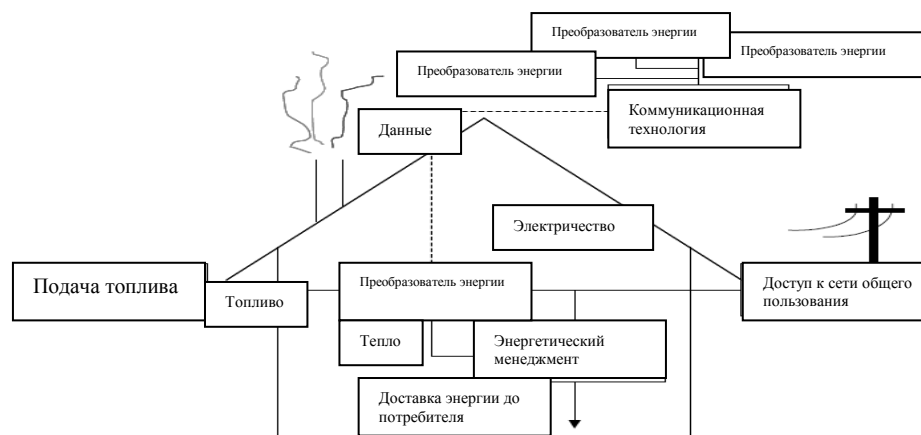 Преобразователь энергии
Преобразователь энергии
Преобразователь энергии
Коммуникационная
технология
Данные
Электричество
Подача топлива
Топливо
Преобразователь энергии
Доступ к сети общего
пользования
Тепло
Энергетический
менеджмент
Доставка энергии до
потребителя